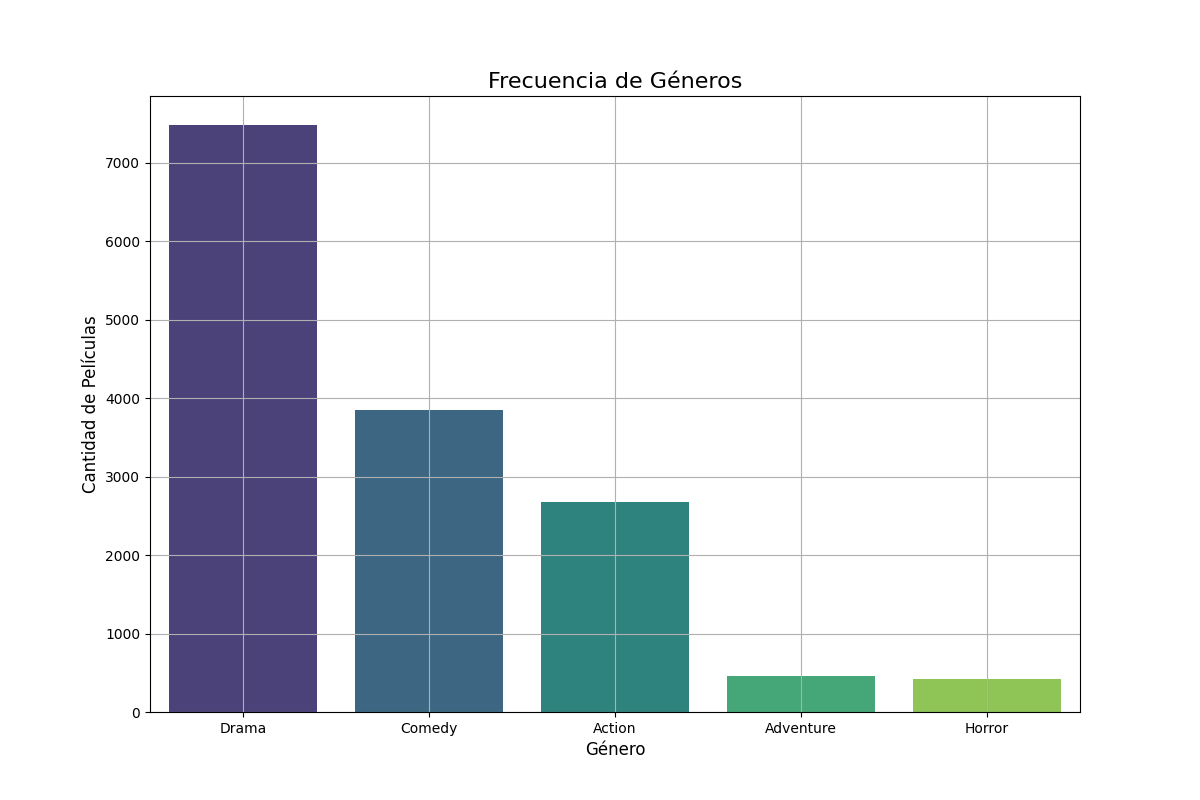 Frecuencia de Géneros
Cantidad de Películas
7000
6000
5000
4000
3000
2000
1000
0
Drama Comedy Action Adventure Horror
Género